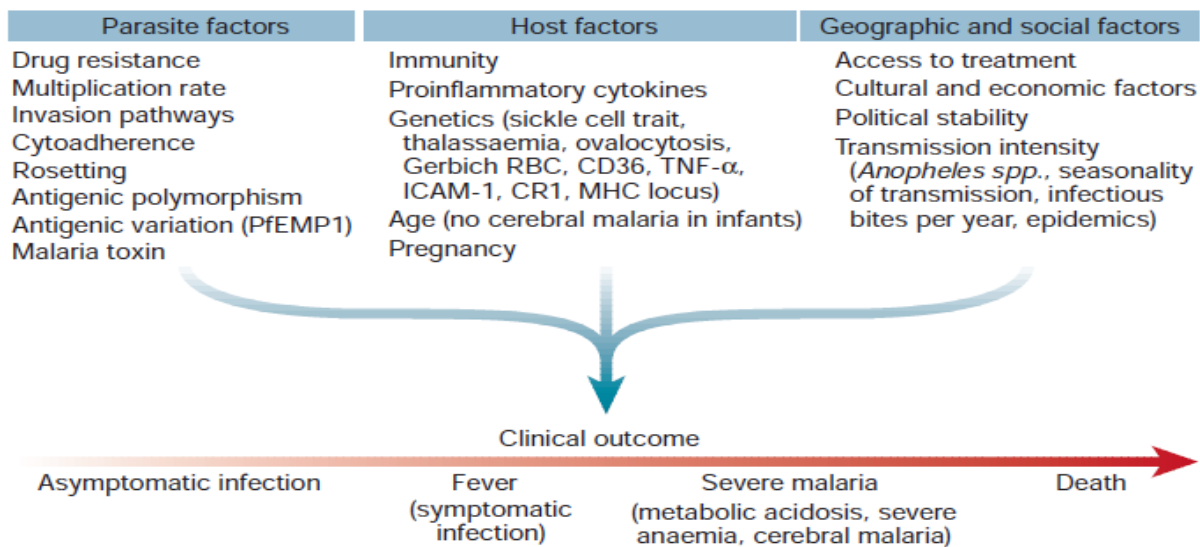 Parasite factors
Drug resistance
Multiplication rate
Invasion pathways
Cytoadherence
Rosetting
Antigenic polymorphism
Antigenic variation (PfEMP1)
Malaria toxin
Host factors
Immunity
Proinflammatory cytokines
Genetics (sickle cell trait,
thalassaemia, ovalocytosis,
Gerbich RBC, CD36, TNF-α,
ICAM-1, CR1, MHC locus)
Age (no cerebral malaria in infants)
Pregnancy
Geographic and social factors
Access to treatment
Cultural and economic factors
Political stability
Transmission intensity
(Anopheles spp., seasonality
of transmission, infectious
bites per year, epidemics)
Clinical outcome
Asymptomatic infection
Fever
(symptomatic
infection)
Severe malaria
(metabolic acidosis, severe
anaemia, cerebral malaria)
Death